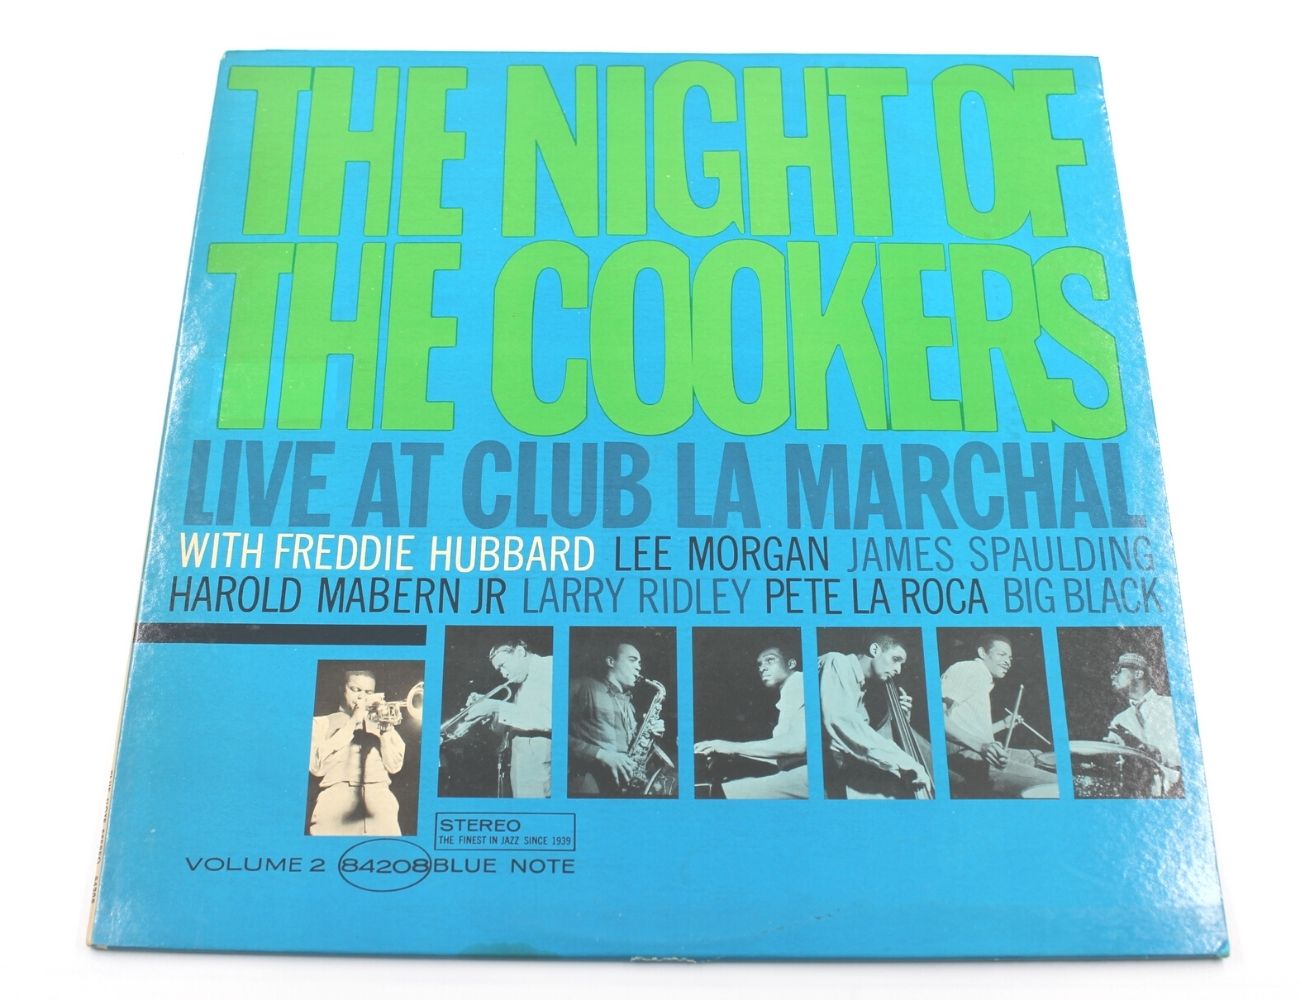 THE NIGHT OF
THE COOKERS
LIVE AT CLUB LA MARCHAL
WITH FREDDIE HUBBARD LEE MORGAN JAMES SPAULDING
HAROLD MABERN JR LARRY RIDLEY PETE LA ROCA BIG BLACK
STEREO
THE FINEST IN JAZZ SINCE 1939
VOLUME 2 84208 BLUE NOTE